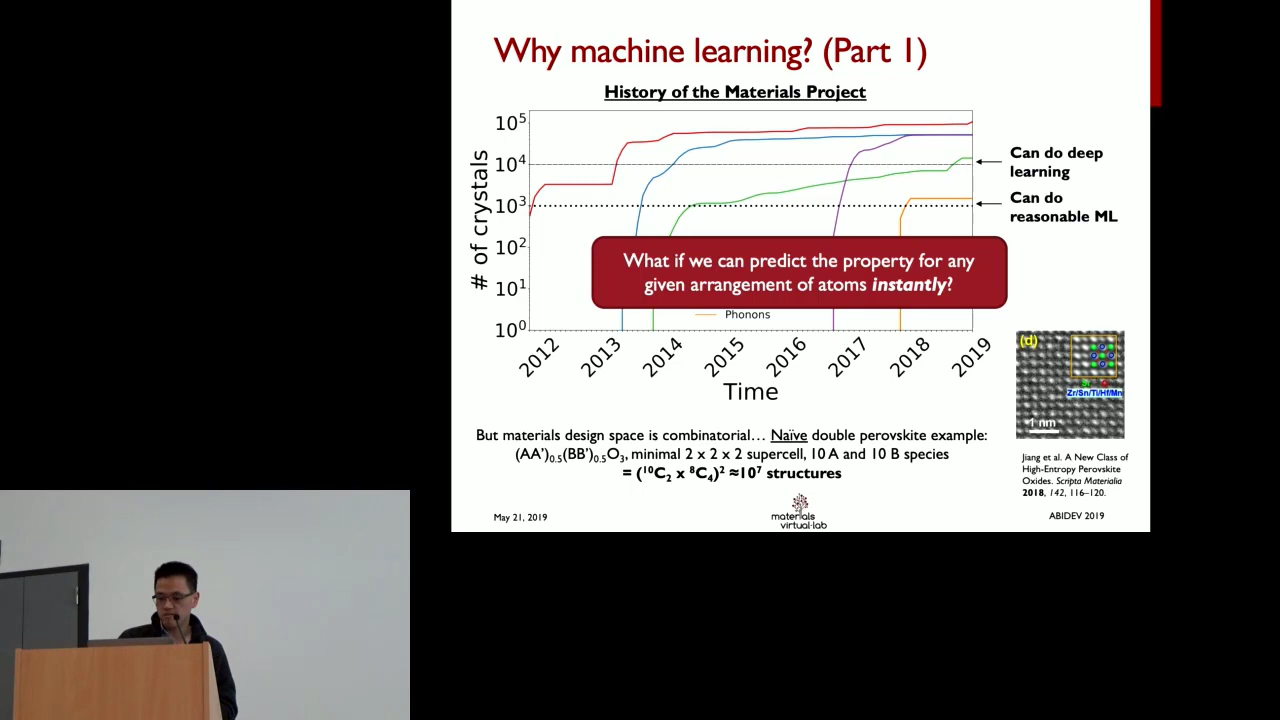 Why machine learning? (Part 1)
History of the Materials Project
# of crystals
10⁵
10⁴
10³
10²
10¹
10⁰
Can do deep
learning
Can do
reasonable ML
What if we can predict the property for any
given arrangement of atoms instantly?
Phonons
2012
2013
2014
2015
2016
2017
2018
2019
Time
(d)
Zr/Sn/Ti/Hf/Mn
1 nm
But materials design space is combinatorial… Naïve double perovskite example:
(AA’)₀.₅(BB’)₀.₅O₃, minimal 2 x 2 x 2 supercell, 10 A and 10 B species
= (¹⁰C₂ x ⁸C₄)² ≈10⁷ structures
Jiang et al. A New Class of
High-Entropy Perovskite
Oxides. Scripta Materialia
2018, 142, 116–120.
May 21, 2019
materials
virtual·lab
ABIDEV 2019